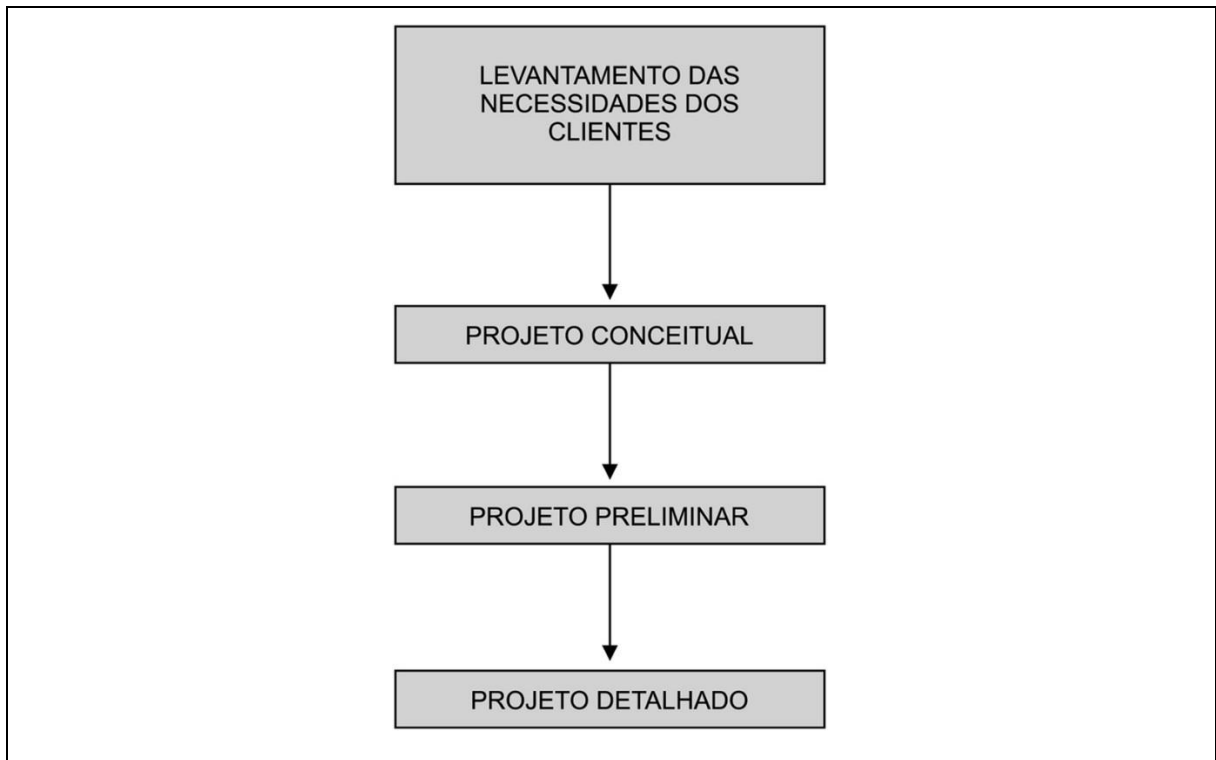 LEVANTAMENTO DAS
NECESSIDADES DOS
CLIENTES
PROJETO CONCEITUAL
PROJETO PRELIMINAR
PROJETO DETALHADO